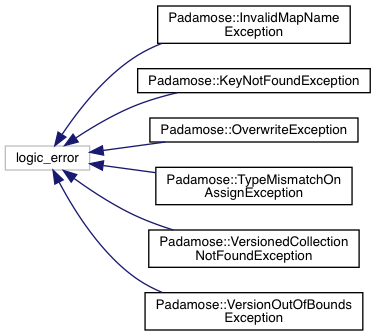 Padamose::InvalidMapName
Exception
Padamose::KeyNotFoundException
Padamose::OverwriteException
logic_error
Padamose::TypeMismatchOn
AssignException
Padamose::VersionedCollection
NotFoundException
Padamose::VersionOutOfBounds
Exception